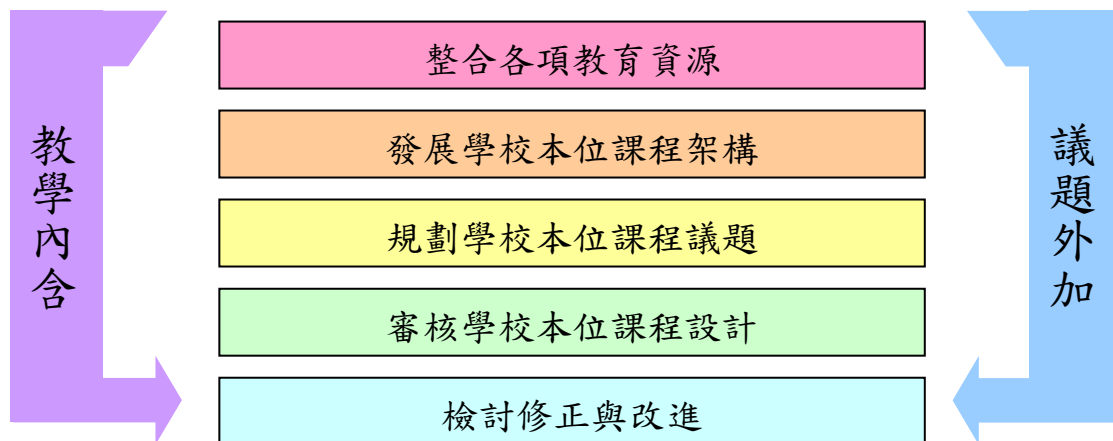 教學內含
整合各項教育資源
發展學校本位課程架構
規劃學校本位課程議題
審核學校本位課程設計
檢討修正與改進
議題外加